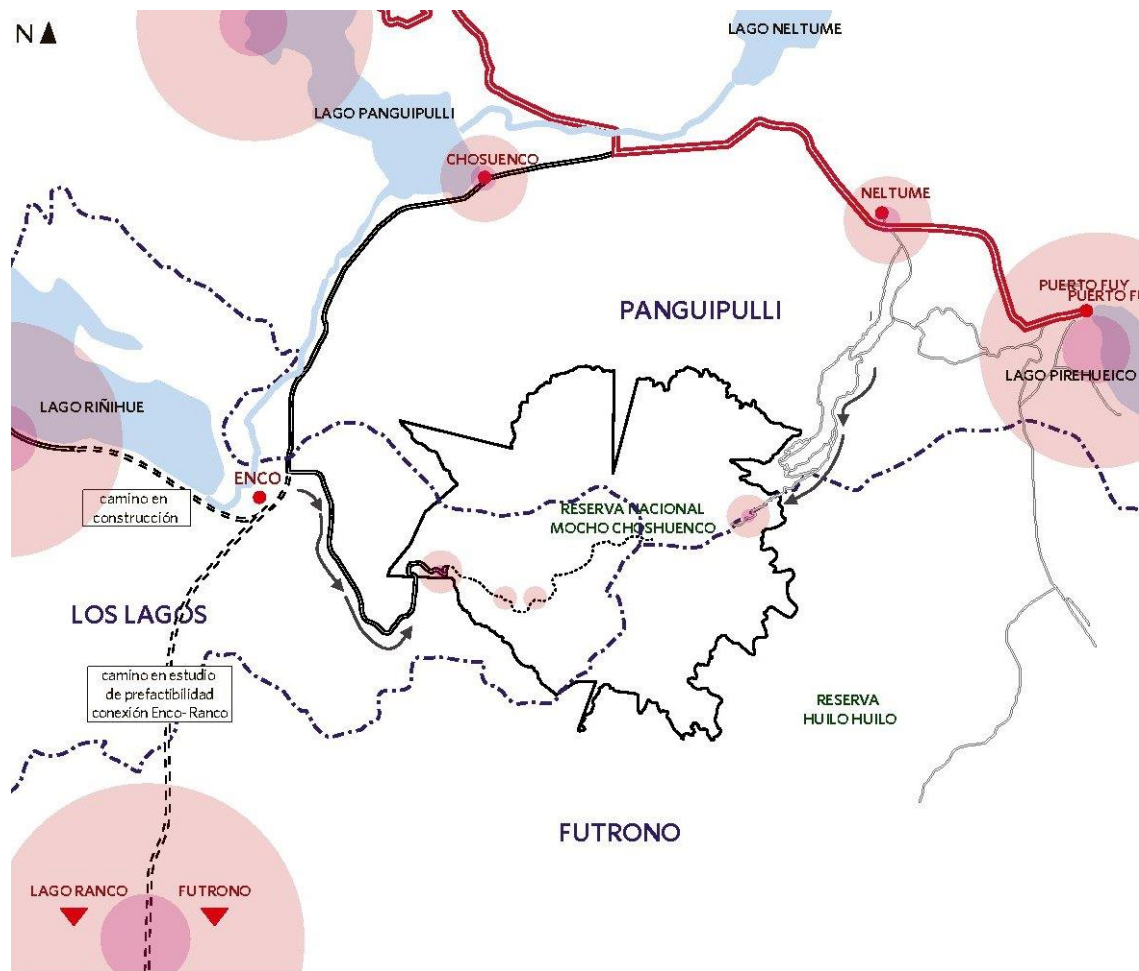 N
LAGO NELTUME
LAGO PANGUIPULLI
CHOSUENCO
NELTUME
PUERTO FUY
PUERTO FU
PANGUIPULLI
LAGO PIREHUEICO
LAGO RIÑIHUE
ENCO
camino en
construcción
RESERVA NACIONAL
MOCHO CHOSHUENCO
LOS LAGOS
camino en estudio
de prefactibilidad
conexión Enco-Ranco
RESERVA
HUILO HUILO
FUTRONO
LAGO RANCO
FUTRONO